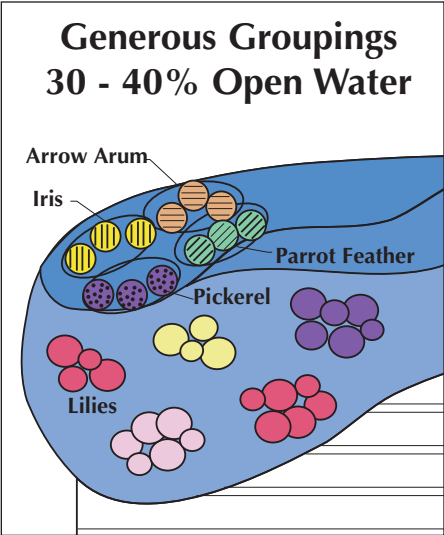 Generous Groupings
30 - 40% Open Water
Arrow Arum
Iris
Parrot Feather
Pickerel
Lilies